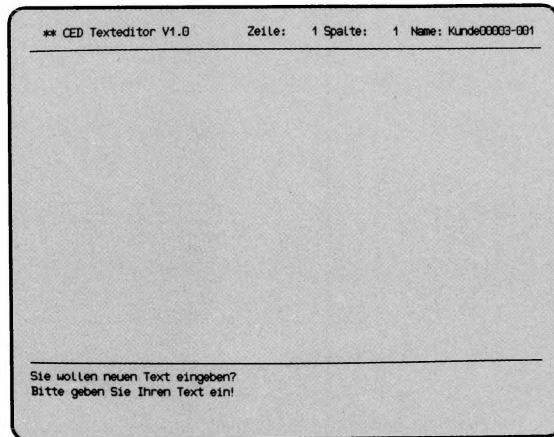 ** CED Texteditor V1.0 Zeile: 1 Spalte: 1 Name: Kunde00003-001
Sie wollen neuen Text eingeben?
Bitte geben Sie Ihren Text ein!